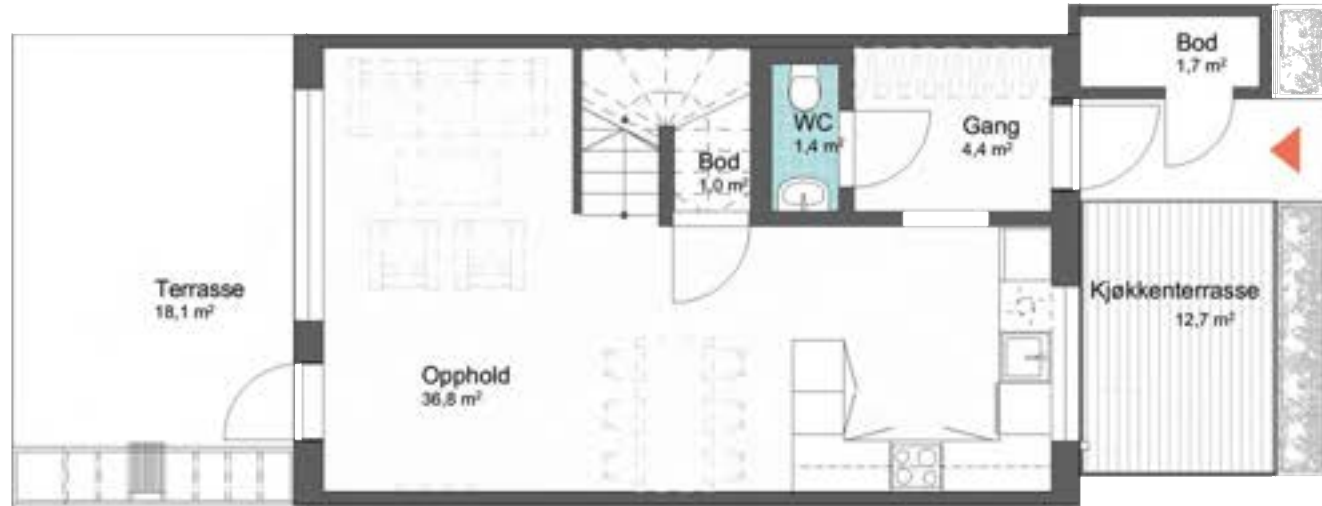 Bod
1,7 m²
WC
1,4 m²
Gang
4,4 m²
Bod
1,0 m²
Terrasse
18,1 m²
Kjøkkenterrasse
12,7 m²
Opphold
36,8 m²